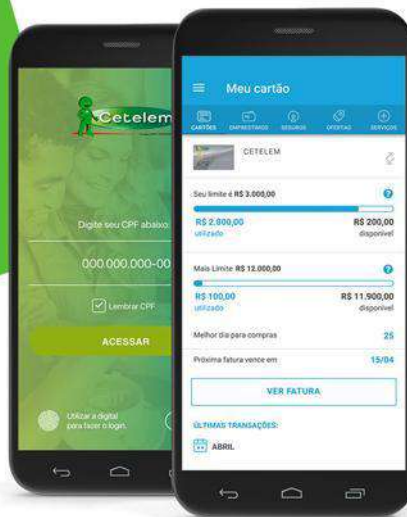 Cetelem
Digite seu CPF abaixo:
000.000.000-00
Lembrar CPF
ACESSAR
Utilizar a digital
para fazer o login.
Meu cartão
CARTÕES EMPRÉSTIMOS SEGUROS OFERTAS SERVIÇOS
CETELEM
Seu limite é R$ 3.000,00 ?
R$ 2.800,00 R$ 200,00
utilizado disponível
Mais Limite R$ 12.000,00 ?
R$ 100,00 R$ 11.900,00
utilizado disponível
Melhor dia para compras 25
Próxima fatura vence em 15/04
VER FATURA
ÚLTIMAS TRANSAÇÕES:
ABRIL